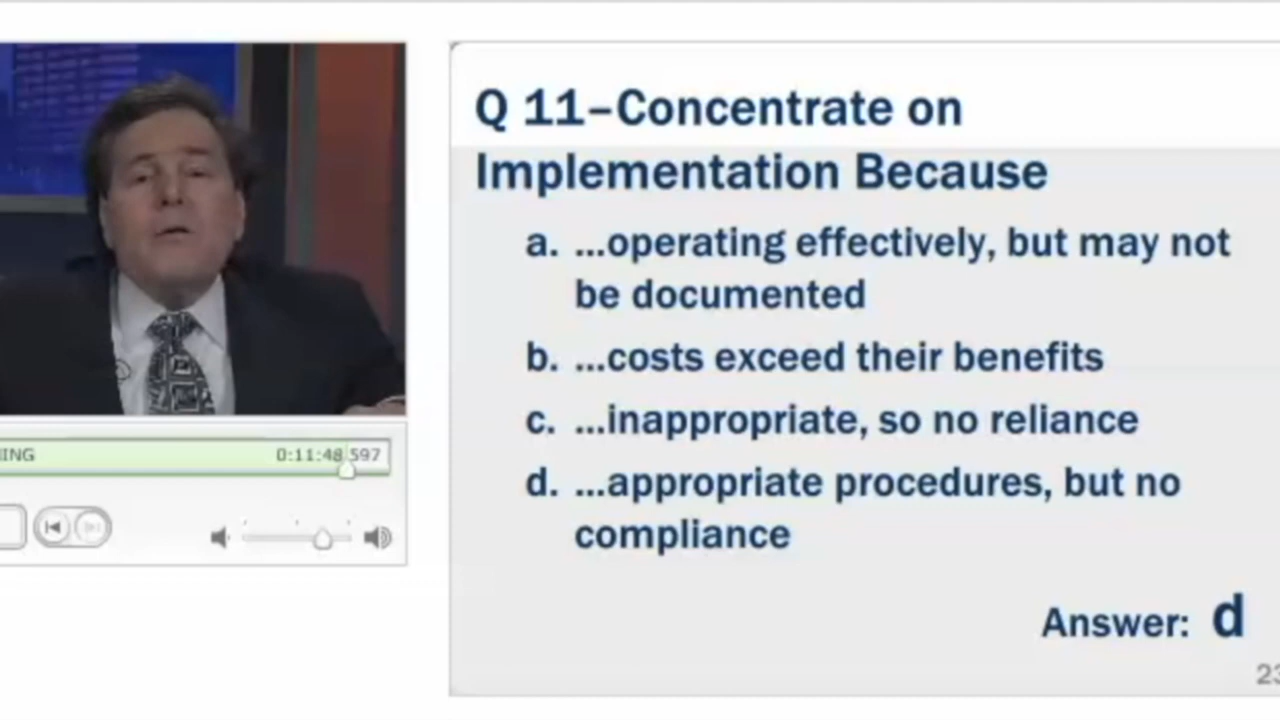 Q 11–Concentrate on
Implementation Because
a. ...operating effectively, but may not
be documented
b. ...costs exceed their benefits
c. ...inappropriate, so no reliance
d. ...appropriate procedures, but no
compliance
Answer: d
23
ING 0:11:48 597